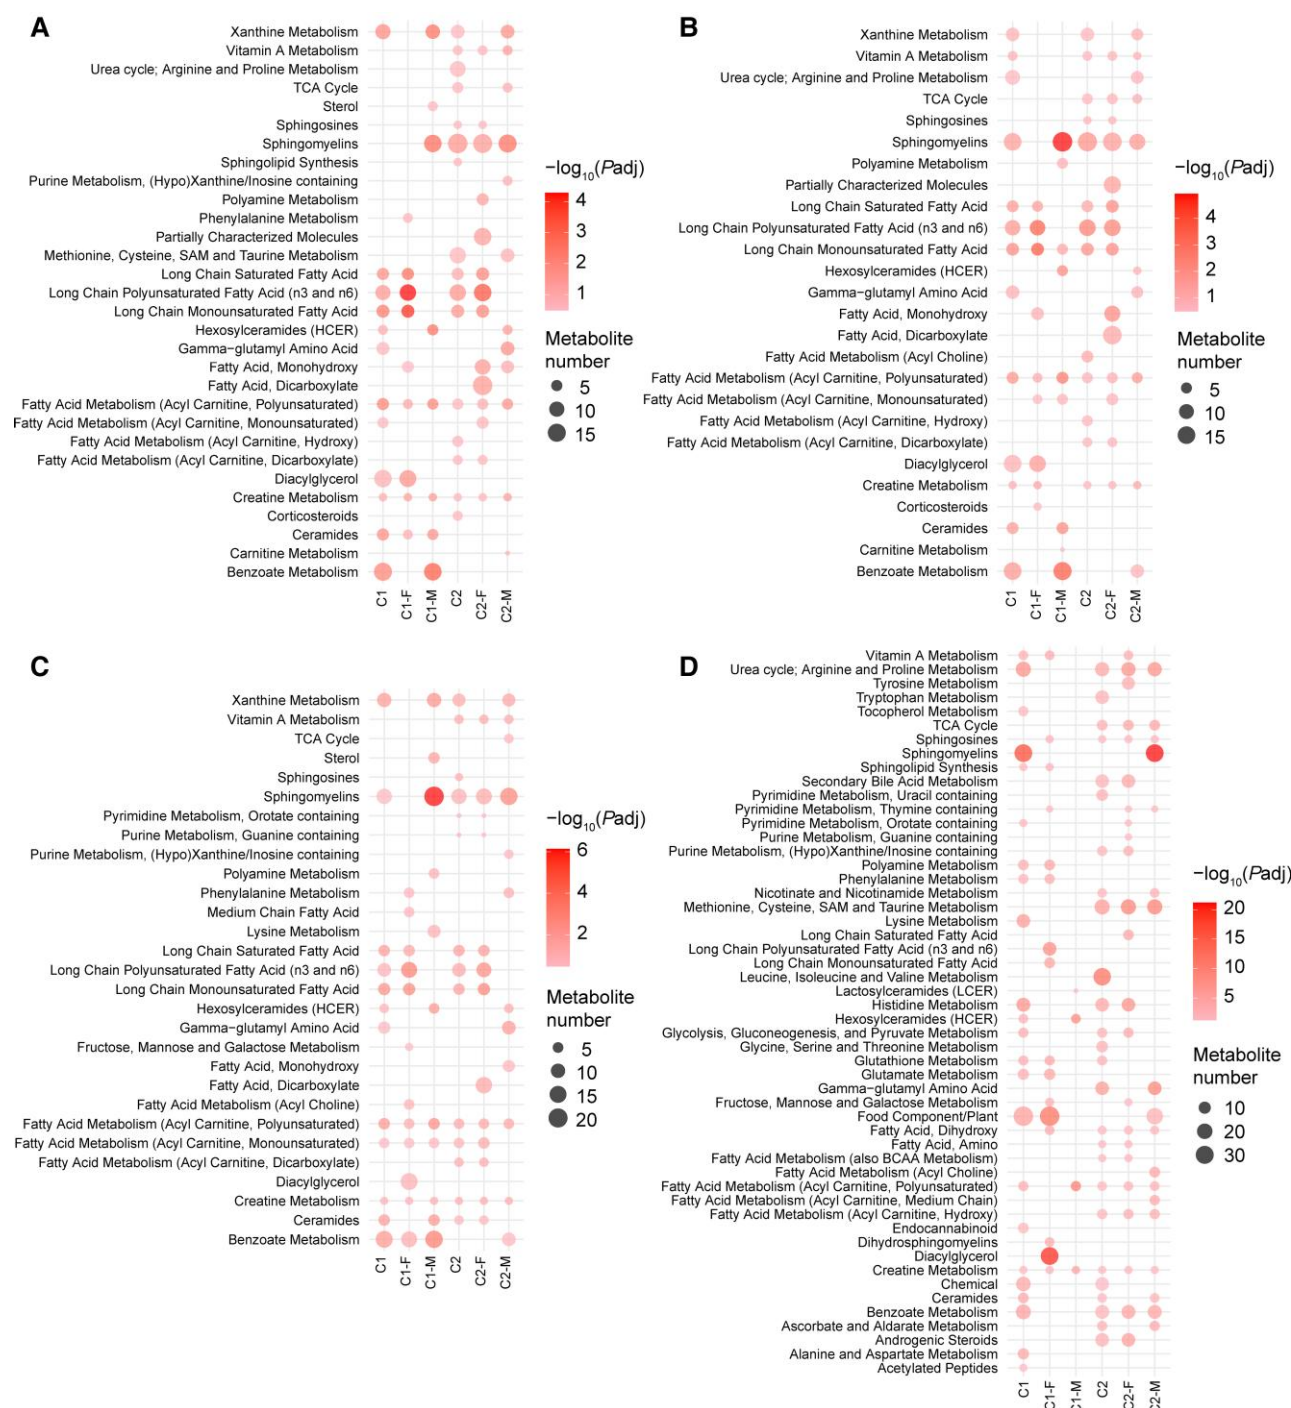 A
Xanthine Metabolism
Vitamin A Metabolism
Urea cycle; Arginine and Proline Metabolism
TCA Cycle
Sterol
Sphingosines
Sphingomyelins
Sphingolipid Synthesis
Purine Metabolism, (Hypo)Xanthine/Inosine containing
Polyamine Metabolism
Phenylalanine Metabolism
Partially Characterized Molecules
Methionine, Cysteine, SAM and Taurine Metabolism
Long Chain Saturated Fatty Acid
Long Chain Polyunsaturated Fatty Acid (n3 and n6)
Long Chain Monounsaturated Fatty Acid
Hexosylceramides (HCER)
Gamma−glutamyl Amino Acid
Fatty Acid, Monohydroxy
Fatty Acid, Dicarboxylate
Fatty Acid Metabolism (Acyl Carnitine, Polyunsaturated)
Fatty Acid Metabolism (Acyl Carnitine, Monounsaturated)
Fatty Acid Metabolism (Acyl Carnitine, Hydroxy)
Fatty Acid Metabolism (Acyl Carnitine, Dicarboxylate)
Diacylglycerol
Creatine Metabolism
Corticosteroids
Ceramides
Carnitine Metabolism
Benzoate Metabolism
C1
C1-F
C1-M
C2
C2-F
C2-M
−log10(Padj)
4
3
2
1
Metabolite
number
5
10
15
B
Xanthine Metabolism
Vitamin A Metabolism
Urea cycle; Arginine and Proline Metabolism
TCA Cycle
Sphingosines
Sphingomyelins
Polyamine Metabolism
Partially Characterized Molecules
Long Chain Saturated Fatty Acid
Long Chain Polyunsaturated Fatty Acid (n3 and n6)
Long Chain Monounsaturated Fatty Acid
Hexosylceramides (HCER)
Gamma−glutamyl Amino Acid
Fatty Acid, Monohydroxy
Fatty Acid, Dicarboxylate
Fatty Acid Metabolism (Acyl Choline)
Fatty Acid Metabolism (Acyl Carnitine, Polyunsaturated)
Fatty Acid Metabolism (Acyl Carnitine, Monounsaturated)
Fatty Acid Metabolism (Acyl Carnitine, Hydroxy)
Fatty Acid Metabolism (Acyl Carnitine, Dicarboxylate)
Diacylglycerol
Creatine Metabolism
Corticosteroids
Ceramides
Carnitine Metabolism
Benzoate Metabolism
C1
C1-F
C1-M
C2
C2-F
C2-M
−log10(Padj)
4
3
2
1
Metabolite
number
5
10
15
C
Xanthine Metabolism
Vitamin A Metabolism
TCA Cycle
Sterol
Sphingosines
Sphingomyelins
Pyrimidine Metabolism, Orotate containing
Purine Metabolism, Guanine containing
Purine Metabolism, (Hypo)Xanthine/Inosine containing
Polyamine Metabolism
Phenylalanine Metabolism
Medium Chain Fatty Acid
Lysine Metabolism
Long Chain Saturated Fatty Acid
Long Chain Polyunsaturated Fatty Acid (n3 and n6)
Long Chain Monounsaturated Fatty Acid
Hexosylceramides (HCER)
Gamma−glutamyl Amino Acid
Fructose, Mannose and Galactose Metabolism
Fatty Acid, Monohydroxy
Fatty Acid, Dicarboxylate
Fatty Acid Metabolism (Acyl Choline)
Fatty Acid Metabolism (Acyl Carnitine, Polyunsaturated)
Fatty Acid Metabolism (Acyl Carnitine, Monounsaturated)
Fatty Acid Metabolism (Acyl Carnitine, Dicarboxylate)
Diacylglycerol
Creatine Metabolism
Ceramides
Benzoate Metabolism
C1
C1-F
C1-M
C2
C2-F
C2-M
−log10(Padj)
6
4
2
Metabolite
number
5
10
15
20
D
Vitamin A Metabolism
Urea cycle; Arginine and Proline Metabolism
Tyrosine Metabolism
Tryptophan Metabolism
Tocopherol Metabolism
TCA Cycle
Sphingosines
Sphingomyelins
Sphingolipid Synthesis
Secondary Bile Acid Metabolism
Pyrimidine Metabolism, Uracil containing
Pyrimidine Metabolism, Thymine containing
Pyrimidine Metabolism, Orotate containing
Purine Metabolism, Guanine containing
Purine Metabolism, (Hypo)Xanthine/Inosine containing
Polyamine Metabolism
Phenylalanine Metabolism
Nicotinate and Nicotinamide Metabolism
Methionine, Cysteine, SAM and Taurine Metabolism
Lysine Metabolism
Long Chain Saturated Fatty Acid
Long Chain Polyunsaturated Fatty Acid (n3 and n6)
Long Chain Monounsaturated Fatty Acid
Leucine, Isoleucine and Valine Metabolism
Lactosylceramides (LCER)
Histidine Metabolism
Hexosylceramides (HCER)
Glycolysis, Gluconeogenesis, and Pyruvate Metabolism
Glycine, Serine and Threonine Metabolism
Glutathione Metabolism
Glutamate Metabolism
Gamma−glutamyl Amino Acid
Fructose, Mannose and Galactose Metabolism
Food Component/Plant
Fatty Acid, Dihydroxy
Fatty Acid, Amino
Fatty Acid Metabolism (also BCAA Metabolism)
Fatty Acid Metabolism (Acyl Choline)
Fatty Acid Metabolism (Acyl Carnitine, Polyunsaturated)
Fatty Acid Metabolism (Acyl Carnitine, Medium Chain)
Fatty Acid Metabolism (Acyl Carnitine, Hydroxy)
Endocannabinoid
Dihydrosphingomyelins
Diacylglycerol
Creatine Metabolism
Chemical
Ceramides
Benzoate Metabolism
Ascorbate and Aldarate Metabolism
Androgenic Steroids
Alanine and Aspartate Metabolism
Acetylated Peptides
C1
C1-F
C1-M
C2
C2-F
C2-M
−log10(Padj)
20
15
10
5
Metabolite
number
10
20
30